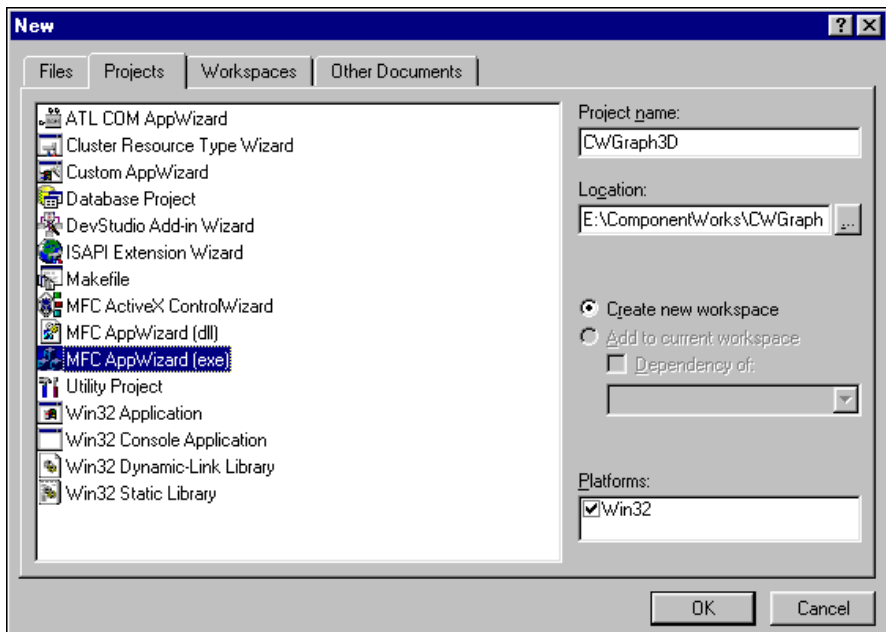 New
Files Projects Workspaces Other Documents
ATL COM AppWizard
Cluster Resource Type Wizard
Custom AppWizard
Database Project
DevStudio Add-in Wizard
ISAPI Extension Wizard
Makefile
MFC ActiveX ControlWizard
MFC AppWizard (dll)
MFC AppWizard (exe)
Utility Project
Win32 Application
Win32 Console Application
Win32 Dynamic-Link Library
Win32 Static Library
Project name:
CWGraph3D
Location:
E:\ComponentWorks\CWGraph ...
Create new workspace
Add to current workspace
Dependency of:
Platforms:
Win32
OK Cancel